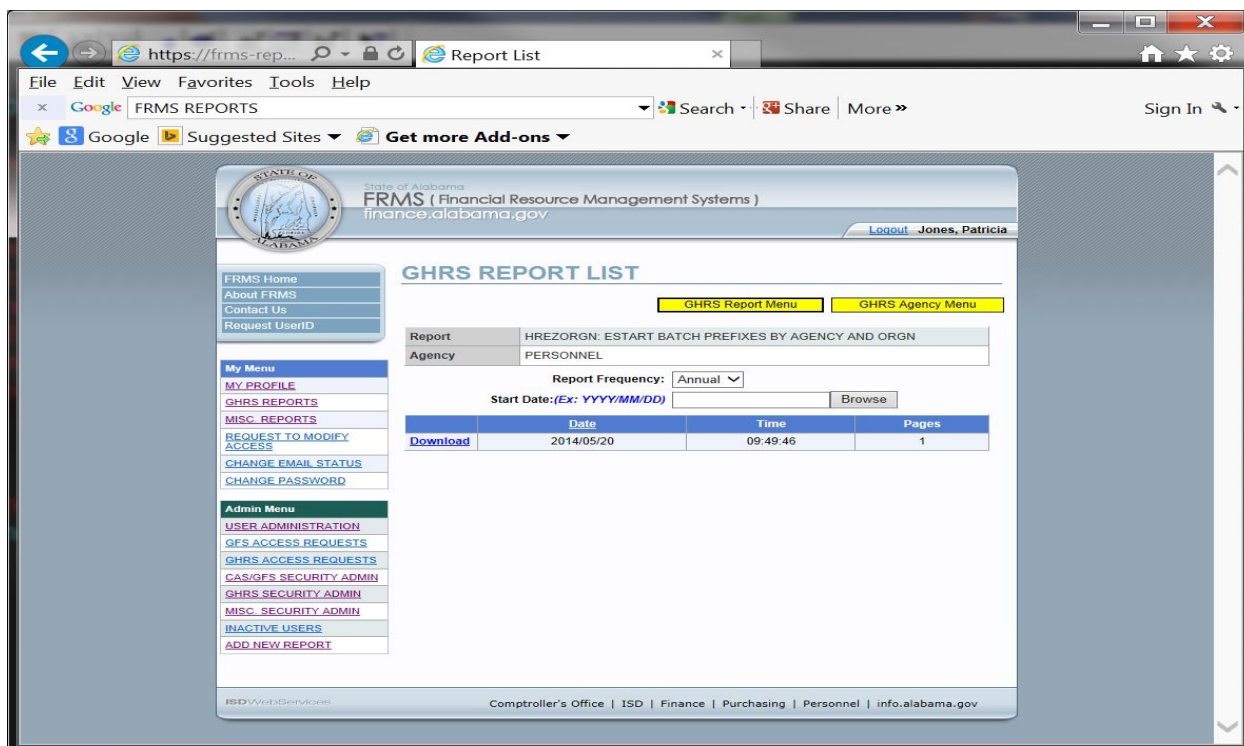 https://frms-rep...
Report List
File Edit View Favorites Tools Help
Google FRMS REPORTS Search Share More » Sign In
Google Suggested Sites Get more Add-ons
STATE OF
ALABAMA
State of Alabama
FRMS ( Financial Resource Management Systems )
finance.alabama.gov
Logout Jones, Patricia
FRMS Home
About FRMS
Contact Us
Request UserID
My Menu
MY PROFILE
GHRS REPORTS
MISC. REPORTS
REQUEST TO MODIFY
ACCESS
CHANGE EMAIL STATUS
CHANGE PASSWORD
Admin Menu
USER ADMINISTRATION
GFS ACCESS REQUESTS
GHRS ACCESS REQUESTS
CAS/GFS SECURITY ADMIN
GHRS SECURITY ADMIN
MISC. SECURITY ADMIN
INACTIVE USERS
ADD NEW REPORT
GHRS REPORT LIST
GHRS Report Menu GHRS Agency Menu
Report HREZORGN: ESTART BATCH PREFIXES BY AGENCY AND ORGN
Agency PERSONNEL
Report Frequency: Annual
Start Date:(Ex: YYYY/MM/DD) Browse
Date Time Pages
Download 2014/05/20 09:49:46 1
ISDWebServices
Comptroller's Office | ISD | Finance | Purchasing | Personnel | info.alabama.gov